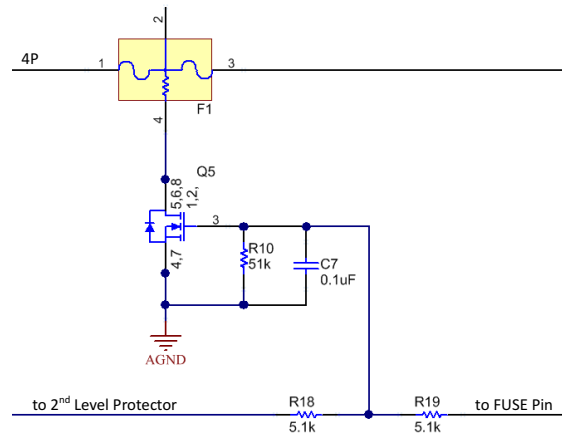 2
4P
1
3
F1
4
Q5
5,6,8
1,2,
3
R10
51k
C7
0.1uF
4,7
AGND
R18
R19
to 2nd Level Protector
to FUSE Pin
5.1k
5.1k